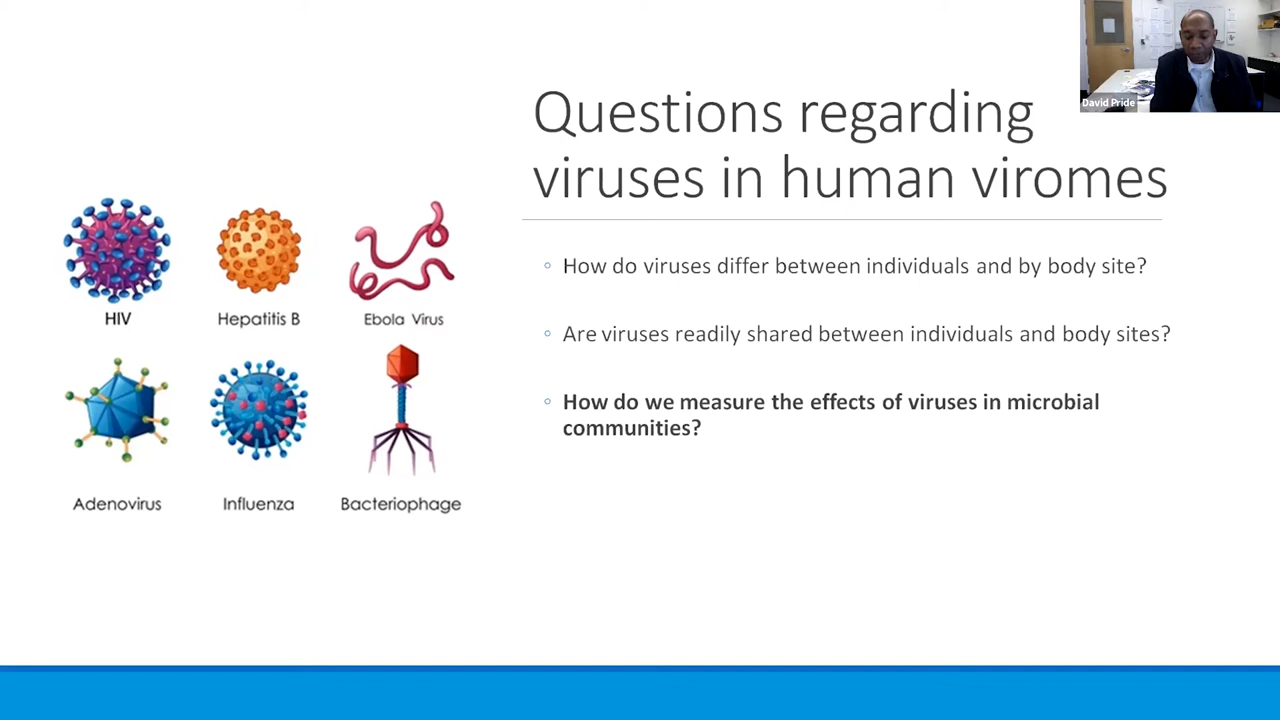 David Pride
Questions regarding
viruses in human viromes
HIV
Hepatitis B
Ebola Virus
Adenovirus
Influenza
Bacteriophage
How do viruses differ between individuals and by body site?
Are viruses readily shared between individuals and body sites?
How do we measure the effects of viruses in microbial
communities?